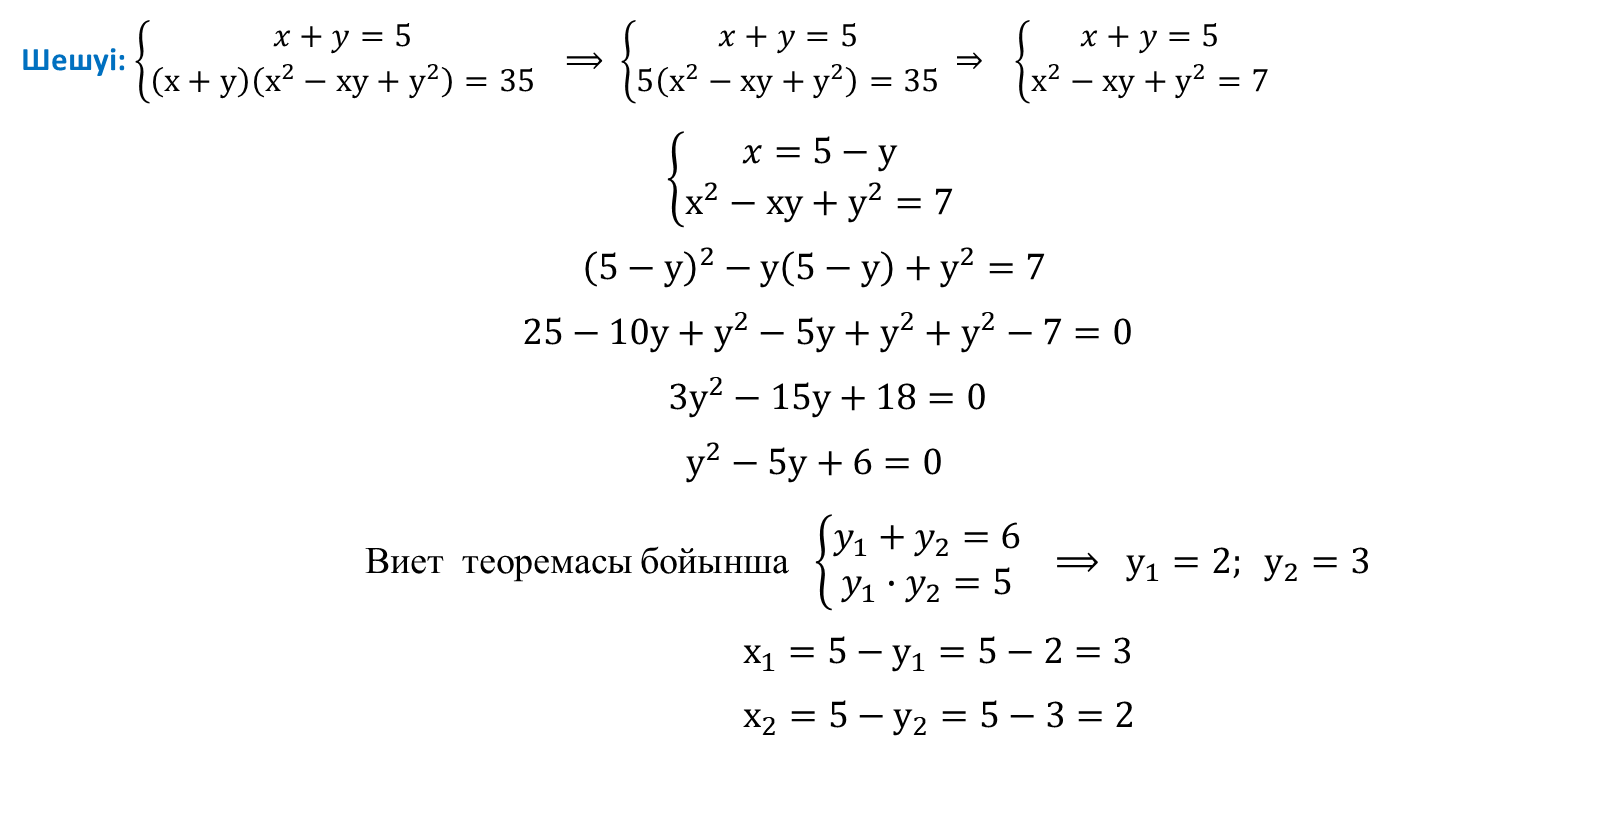 Шешуі: {x + y = 5 (x + y)(x² − xy + y²) = 35 ⟹ {x + y = 5 5(x² − xy + y²) = 35 ⇒ {x + y = 5 x² − xy + y² = 7
{x = 5 − y
x² − xy + y² = 7
(5 − y)² − y(5 − y) + y² = 7
25 − 10y + y² − 5y + y² + y² − 7 = 0
3y² − 15y + 18 = 0
y² − 5y + 6 = 0
Виет теоремасы бойынша {y₁ + y₂ = 6 y₁ · y₂ = 5 ⟹ y₁ = 2; y₂ = 3
x₁ = 5 − y₁ = 5 − 2 = 3
x₂ = 5 − y₂ = 5 − 3 = 2